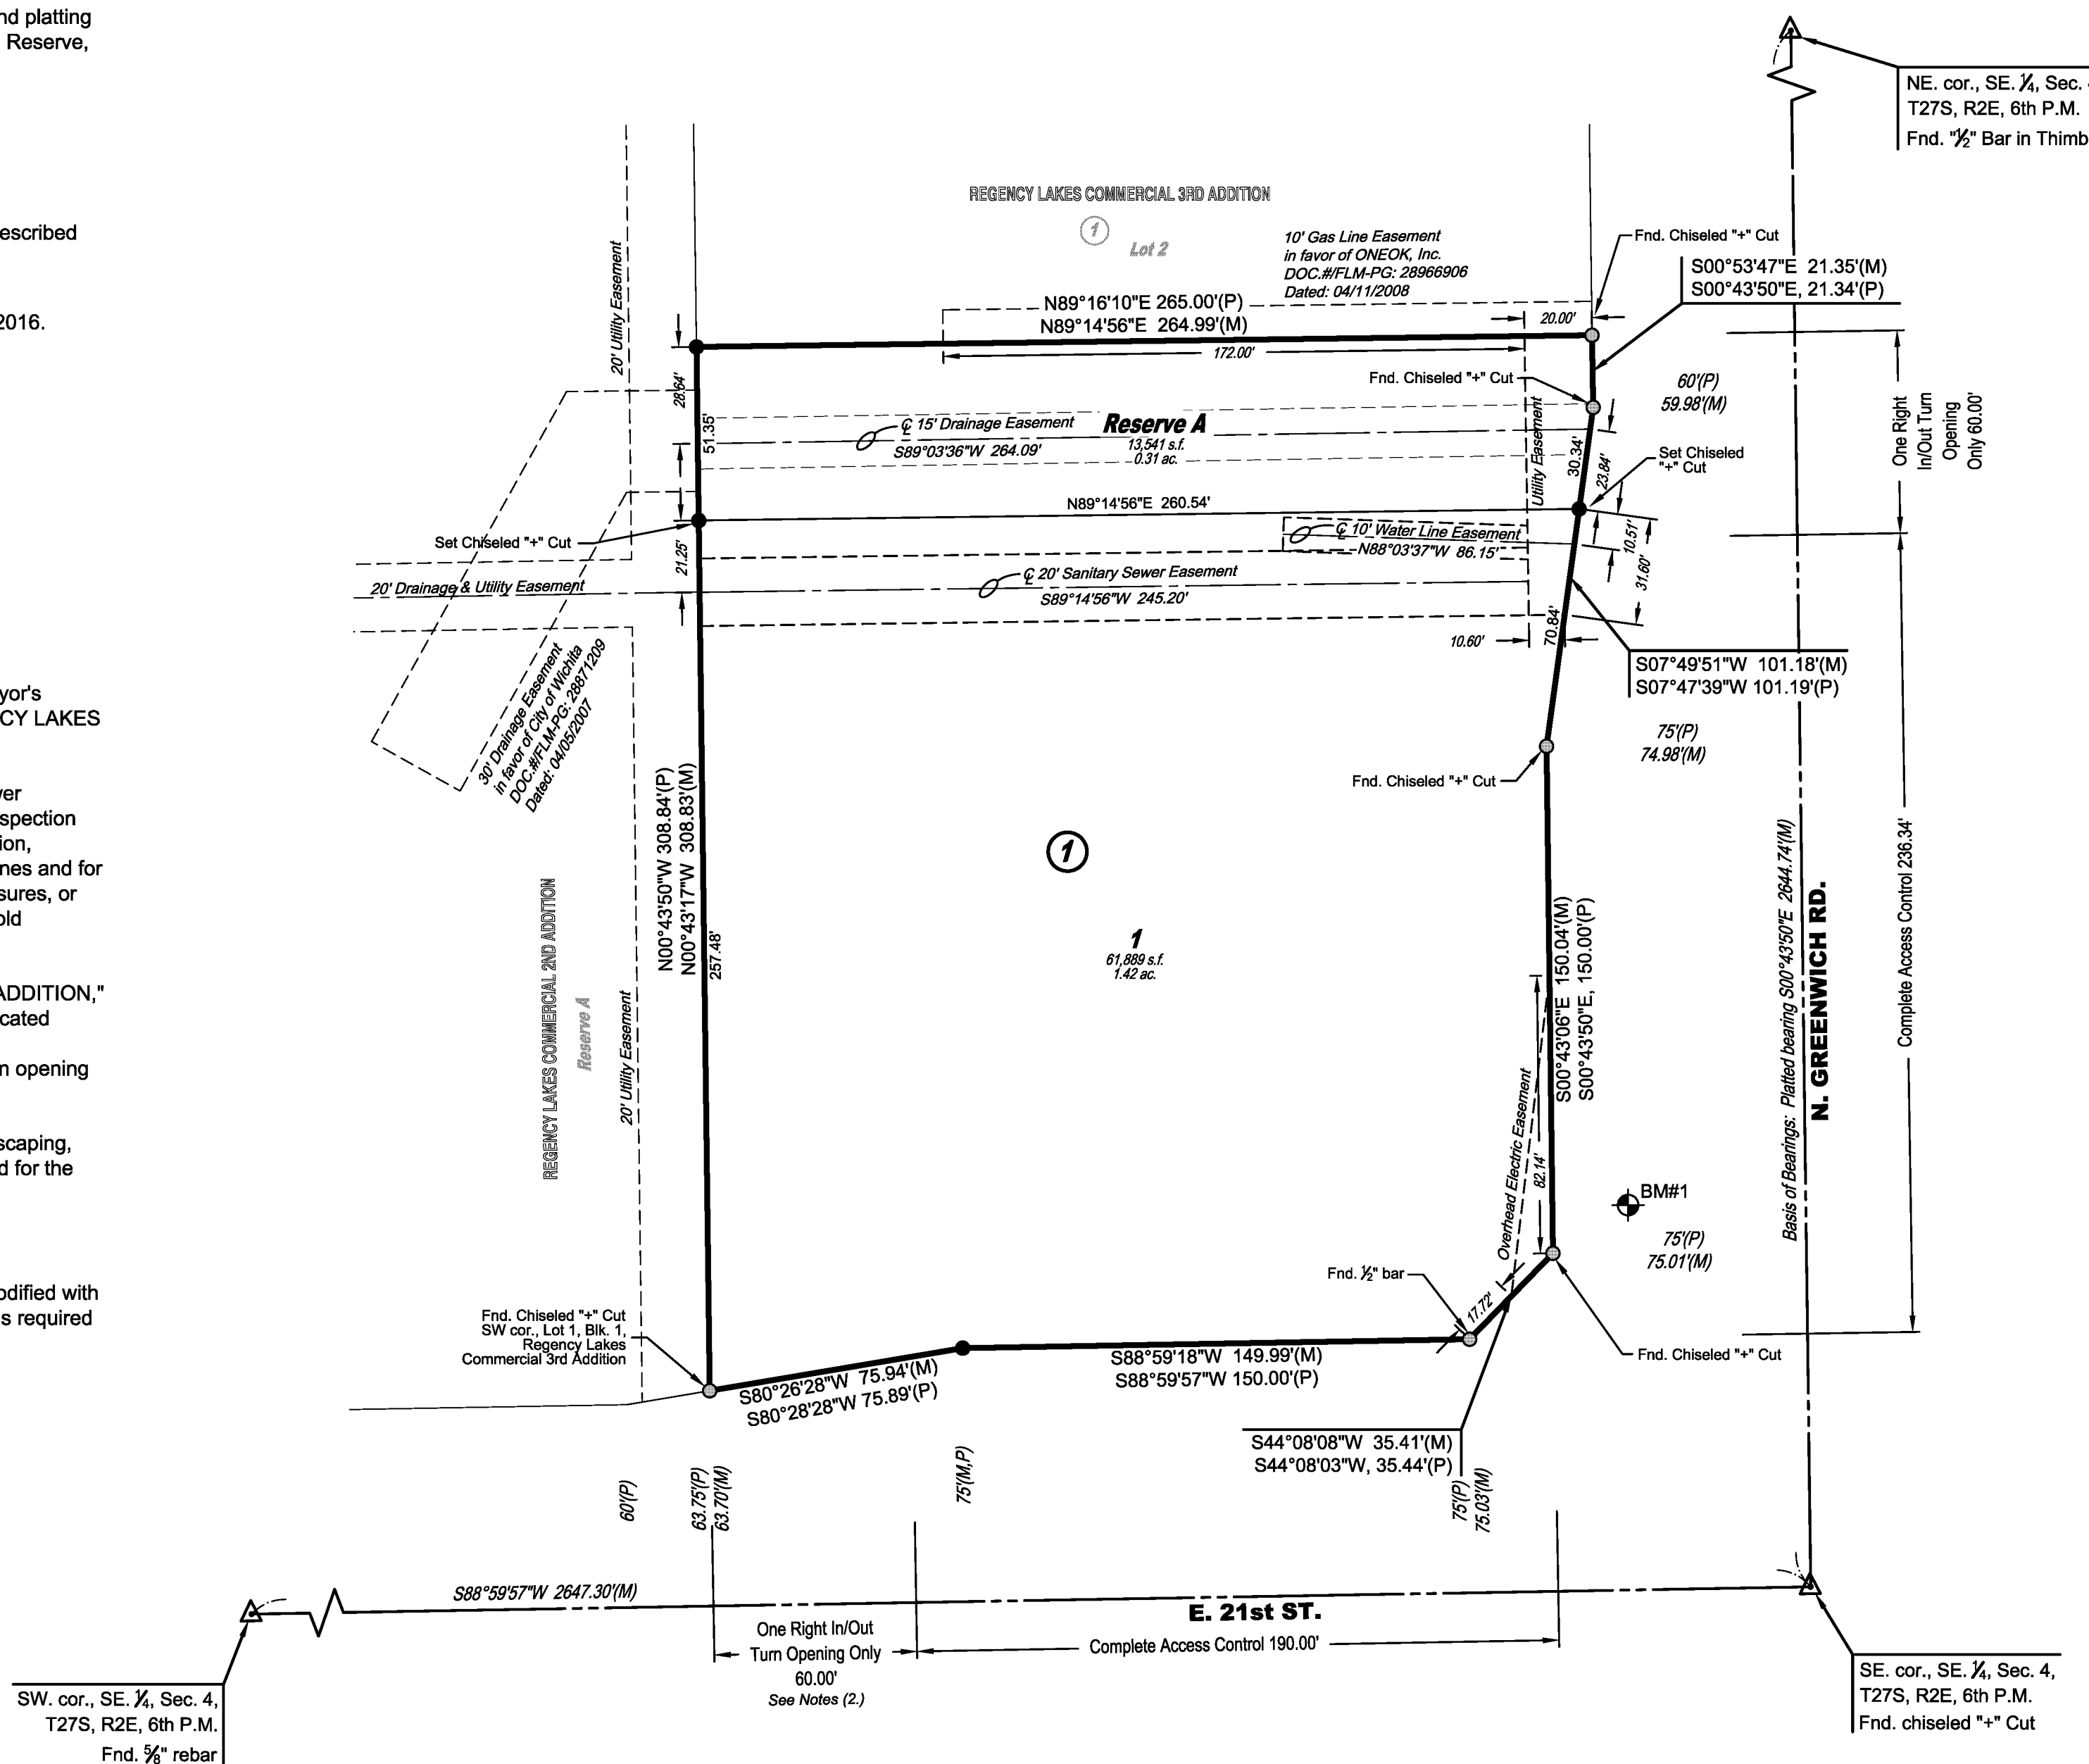 nd platting
Reserve,
escribed
2016.
yor's
CY LAKES
ver
spection
ion,
nes and for
sures, or
old
ADDITION,"
cated
n opening
scaping,
d for the
odified with
s required
NE. cor., SE. ¼, Sec.
T27S, R2E, 6th P.M.
Fnd. "½" Bar in Thimb
REGENCY LAKES COMMERCIAL 3RD ADDITION
1
Lot 2
10' Gas Line Easement
in favor of ONEOK, Inc.
DOC.#/FLM-PG: 28966906
Dated: 04/11/2008
Fnd. Chiseled "+" Cut
S00°53'47"E 21.35'(M)
S00°43'50"E, 21.34'(P)
20' Utility Easement
N89°16'10"E 265.00'(P)
N89°14'56"E 264.99'(M)
20.00'
172.00'
Fnd. Chiseled "+" Cut
60'(P)
59.98'(M)
One Right
In/Out Turn
Opening
Only 60.00'
28.64'
51.35'
℄ 15' Drainage Easement
S89°03'36"W 264.09'
Reserve A
13,541 s.f.
0.31 ac.
Utility Easement
30.34'
23.84'
Set Chiseled
"+" Cut
N89°14'56"E 260.54'
Set Chiseled "+" Cut
℄ 10' Water Line Easement
N88°03'37"W 86.15'
10.51'
31.60'
21.25'
20' Drainage & Utility Easement
℄ 20' Sanitary Sewer Easement
S89°14'56"W 245.20'
10.60'
70.84'
S07°49'51"W 101.18'(M)
S07°47'39"W 101.19'(P)
30' Drainage Easement
in favor of City of Wichita
DOC.#/FLM-PG: 28871209
Dated: 04/05/2007
75'(P)
74.98'(M)
Fnd. Chiseled "+" Cut
N00°43'50"W 308.84'(P)
N00°43'17"W 308.83'(M)
257.48'
1
1
61,889 s.f.
1.42 ac.
REGENCY LAKES COMMERCIAL 2ND ADDITION
Reserve A
20' Utility Easement
S00°43'06"E 150.04'(M)
S00°43'50"E, 150.00'(P)
Overhead Electric Easement
82.14'
Basis of Bearings: Platted bearing S00°43'50"E 2644.74'(M)
N. GREENWICH RD.
Complete Access Control 236.34'
BM#1
75'(P)
75.01'(M)
Fnd. ½" bar
17.72'
Fnd. Chiseled "+" Cut
SW cor., Lot 1, Blk. 1,
Regency Lakes
Commercial 3rd Addition
Fnd. Chiseled "+" Cut
S80°26'28"W 75.94'(M)
S80°28'28"W 75.89'(P)
S88°59'18"W 149.99'(M)
S88°59'57"W 150.00'(P)
S44°08'08"W 35.41'(M)
S44°08'03"W, 35.44'(P)
60'(P)
63.75'(P)
63.70'(M)
75'(M,P)
75'(P)
75.03'(M)
S88°59'57"W 2647.30'(M)
E. 21st ST.
One Right In/Out
Turn Opening Only
60.00'
See Notes (2.)
Complete Access Control 190.00'
SW. cor., SE. ¼, Sec. 4,
T27S, R2E, 6th P.M.
Fnd. ⅝" rebar
SE. cor., SE. ¼, Sec. 4,
T27S, R2E, 6th P.M.
Fnd. chiseled "+" Cut